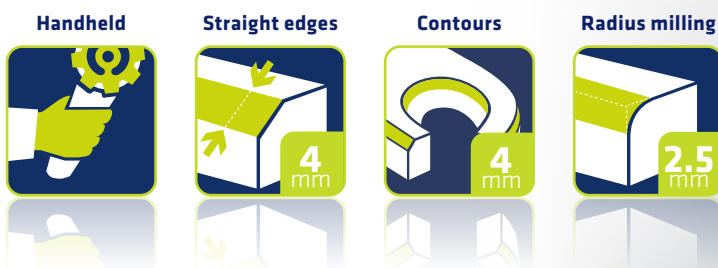 Handheld
Straight edges
Contours
Radius milling
4
mm
4
mm
2.5
mm